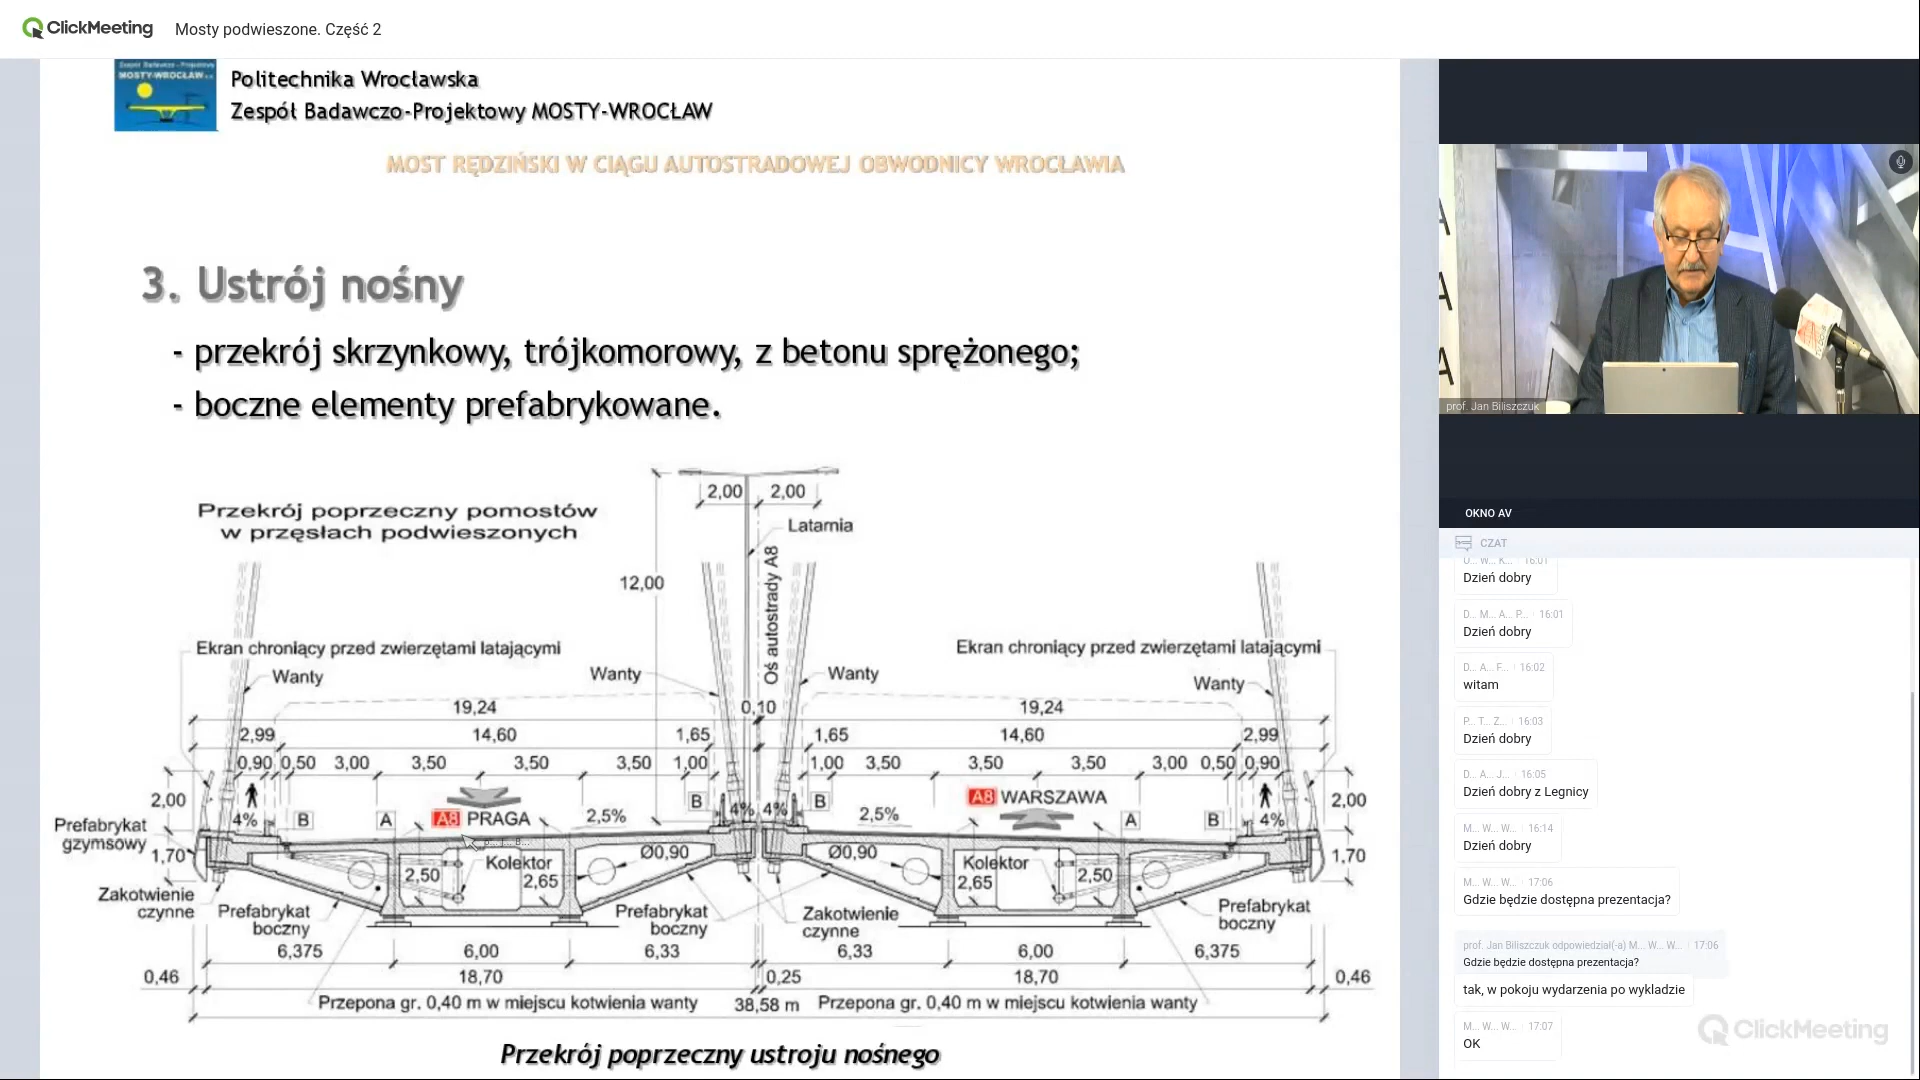 ClickMeeting
Mosty podwieszone. Część 2
MOSTY-WROCŁAW
Politechnika Wrocławska
Zespół Badawczo-Projektowy MOSTY-WROCŁAW
MOST RĘDZIŃSKI W CIĄGU AUTOSTRADOWEJ OBWODNICY WROCŁAWIA
3. Ustrój nośny
- przekrój skrzynkowy, trójkomorowy, z betonu sprężonego;
- boczne elementy prefabrykowane.
Przekrój poprzeczny pomostów
w przęsłach podwieszonych
2,00 2,00
Latarnia
Oś autostrady A8
12,00
Ekran chroniący przed zwierzętami latającymi
Ekran chroniący przed zwierzętami latającymi
Wanty
Wanty
Wanty
Wanty
19,24 0,10 19,24
2,99 14,60 1,65 1,65 14,60 2,99
0,90 0,50 3,00 3,50 3,50 3,50 1,00 1,00 3,50 3,50 3,50 3,00 0,50 0,90
2,00 4% B A A8 PRAGA 2,5% B 4% 4% B 2,5% A8 WARSZAWA A B 4% 2,00
Prefabrykat
gzymsowy
1,70 2,50 Kolektor 2,65 Ø0,90 Ø0,90 Kolektor 2,65 2,50 1,70
Zakotwienie
czynne
Prefabrykat
boczny
Prefabrykat
boczny
Zakotwienie
czynne
Prefabrykat
boczny
6,375 6,00 6,33 6,33 6,00 6,375
0,46 18,70 0,25 18,70 0,46
Przepona gr. 0,40 m w miejscu kotwienia wanty 38,58 m Przepona gr. 0,40 m w miejscu kotwienia wanty
Przekrój poprzeczny ustroju nośnego
prof. Jan Biliszczuk
OKNO AV
CZAT
16:01
Dzień dobry
D... M... A... P... 16:01
Dzień dobry
D... A... F... 16:02
witam
P... T... Z... 16:03
Dzień dobry
D... A... J... 16:05
Dzień dobry z Legnicy
M... W... W... 16:14
Dzień dobry
M... W... W... 17:06
Gdzie będzie dostępna prezentacja?
prof. Jan Biliszczuk odpowiedział(-a) M... W... W... 17:06
Gdzie będzie dostępna prezentacja?
tak, w pokoju wydarzenia po wykladzie
M... W... W... 17:07
OK
ClickMeeting